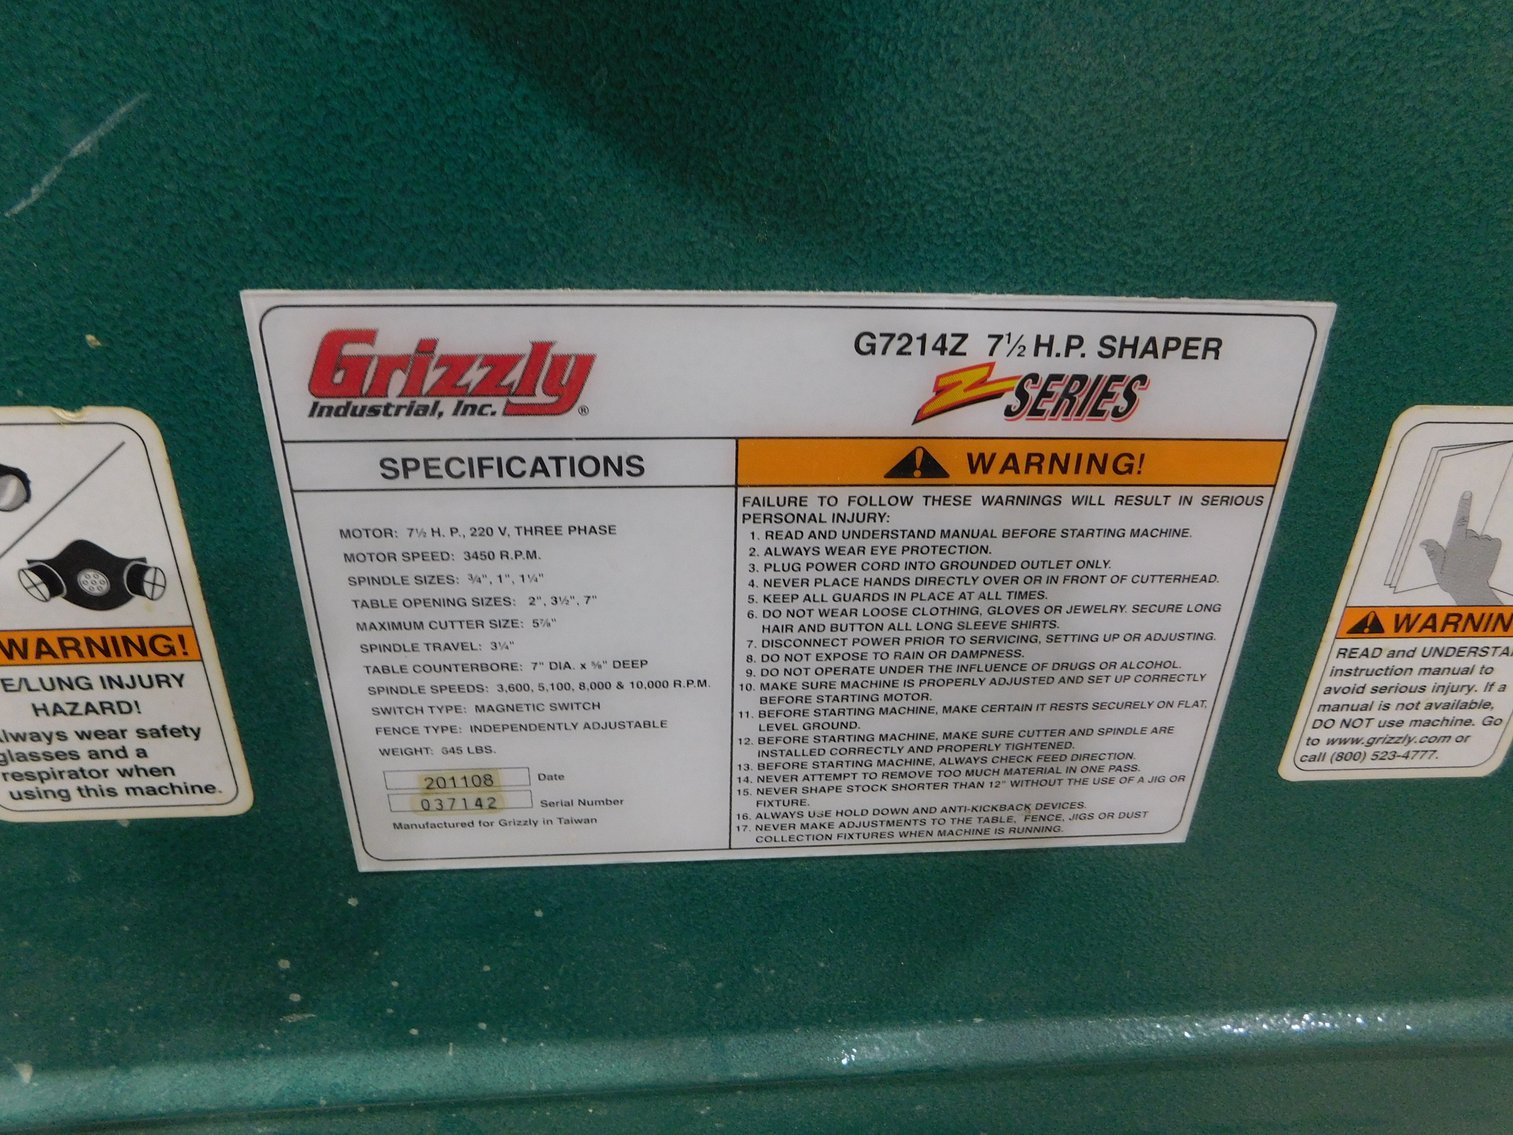 Grizzly
Industrial, Inc. ®
G7214Z 7½ H.P. SHAPER
Z SERIES
SPECIFICATIONS
MOTOR: 7½ H. P., 220 V, THREE PHASE
MOTOR SPEED: 3450 R.P.M.
SPINDLE SIZES: ¾", 1", 1¼"
TABLE OPENING SIZES: 2", 3½", 7"
MAXIMUM CUTTER SIZE: 5⅞"
SPINDLE TRAVEL: 3¼"
TABLE COUNTERBORE: 7" DIA. x ⅝" DEEP
SPINDLE SPEEDS: 3,600, 5,100, 8,000 & 10,000 R.P.M.
SWITCH TYPE: MAGNETIC SWITCH
FENCE TYPE: INDEPENDENTLY ADJUSTABLE
WEIGHT: LBS.
201108 Date
037142 Serial Number
Manufactured for Grizzly in Taiwan
WARNING!
FAILURE TO FOLLOW THESE WARNINGS WILL RESULT IN SERIOUS
PERSONAL INJURY:
1. READ AND UNDERSTAND MANUAL BEFORE STARTING MACHINE.
2. ALWAYS WEAR EYE PROTECTION.
3. PLUG POWER CORD INTO GROUNDED OUTLET ONLY.
4. NEVER PLACE HANDS DIRECTLY OVER OR IN FRONT OF CUTTERHEAD.
5. KEEP ALL GUARDS IN PLACE AT ALL TIMES.
6. DO NOT WEAR LOOSE CLOTHING, GLOVES OR JEWELRY. SECURE LONG
HAIR AND BUTTON ALL LONG SLEEVE SHIRTS.
7. DISCONNECT POWER PRIOR TO SERVICING, SETTING UP OR ADJUSTING.
8. DO NOT EXPOSE TO RAIN OR DAMPNESS.
9. DO NOT OPERATE UNDER THE INFLUENCE OF DRUGS OR ALCOHOL.
10. MAKE SURE MACHINE IS PROPERLY ADJUSTED AND SET UP CORRECTLY
BEFORE STARTING MOTOR.
11. BEFORE STARTING MACHINE, MAKE CERTAIN IT RESTS SECURELY ON FLAT,
LEVEL GROUND.
12. BEFORE STARTING MACHINE, MAKE SURE CUTTER AND SPINDLE ARE
INSTALLED CORRECTLY AND PROPERLY TIGHTENED.
13. BEFORE STARTING MACHINE, ALWAYS CHECK FEED DIRECTION.
14. NEVER ATTEMPT TO REMOVE TOO MUCH MATERIAL IN ONE PASS.
15. NEVER SHAPE STOCK SHORTER THAN 12" WITHOUT THE USE OF A JIG OR
FIXTURE.
16. ALWAYS USE HOLD DOWN AND ANTI-KICKBACK DEVICES.
17. NEVER MAKE ADJUSTMENTS TO THE TABLE, FENCE, JIGS OR DUST
COLLECTION FIXTURES WHEN MACHINE IS RUNNING.
WARNING!
E/LUNG INJURY
HAZARD!
lways wear safety
glasses and a
respirator when
using this machine.
WARNIN
READ and UNDERSTA
instruction manual to
avoid serious injury. If a
manual is not available,
DO NOT use machine. Go
to www.grizzly.com or
call (800) 523-4777.